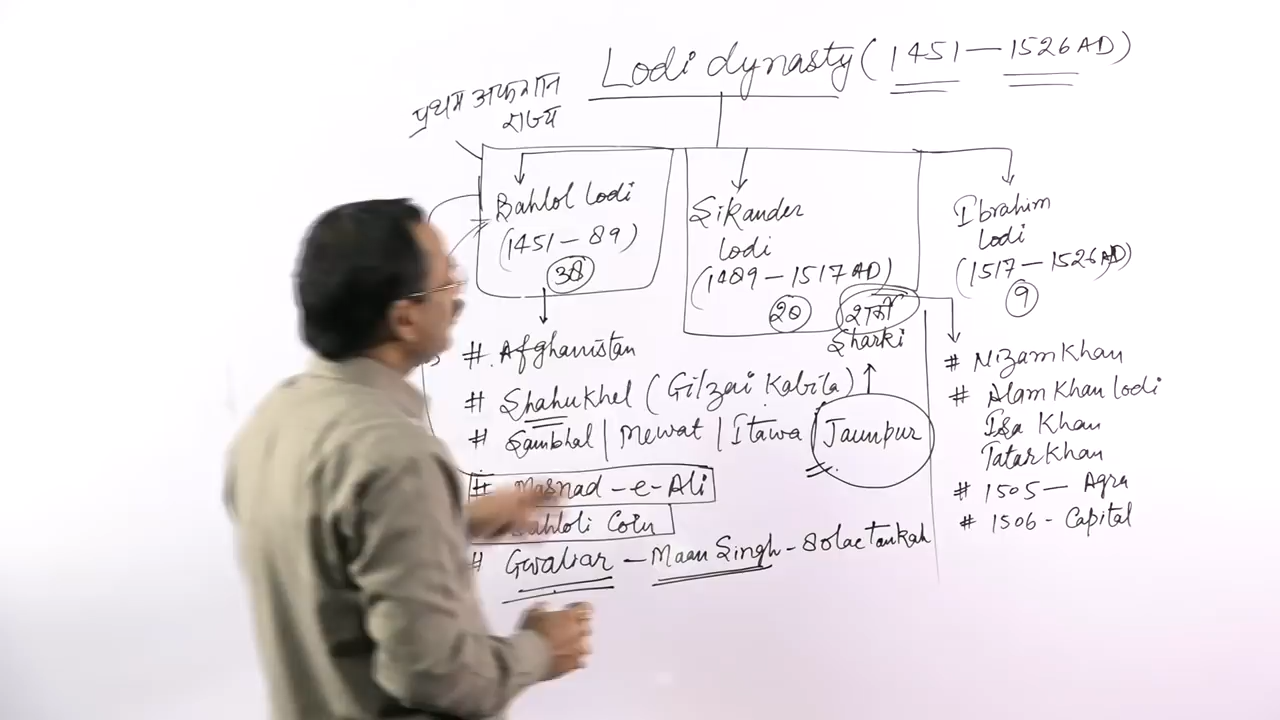 Lodi dynasty (1451 — 1526 AD)
प्रथम अफगान
राज्य
Bahlol lodi
(1451 – 89)
38
# Afghanistan
# Shahukhel (Gilzai Kabila)
# Sambhal | Mewat | Itawa
Jaunpur
# Masnad-e-Ali
Bahloli Coin
# Gwaliar – Maan Singh – 80 lac Tankah
Sikander
lodi
(1489 – 1517 AD)
20
शर्की
Sharki
Ibrahim
lodi
(1517 – 1526 AD)
9
# Nizam Khan
# Alam Khan Lodi
Isa Khan
Tatar Khan
# 1505 — Agra
# 1506 - Capital